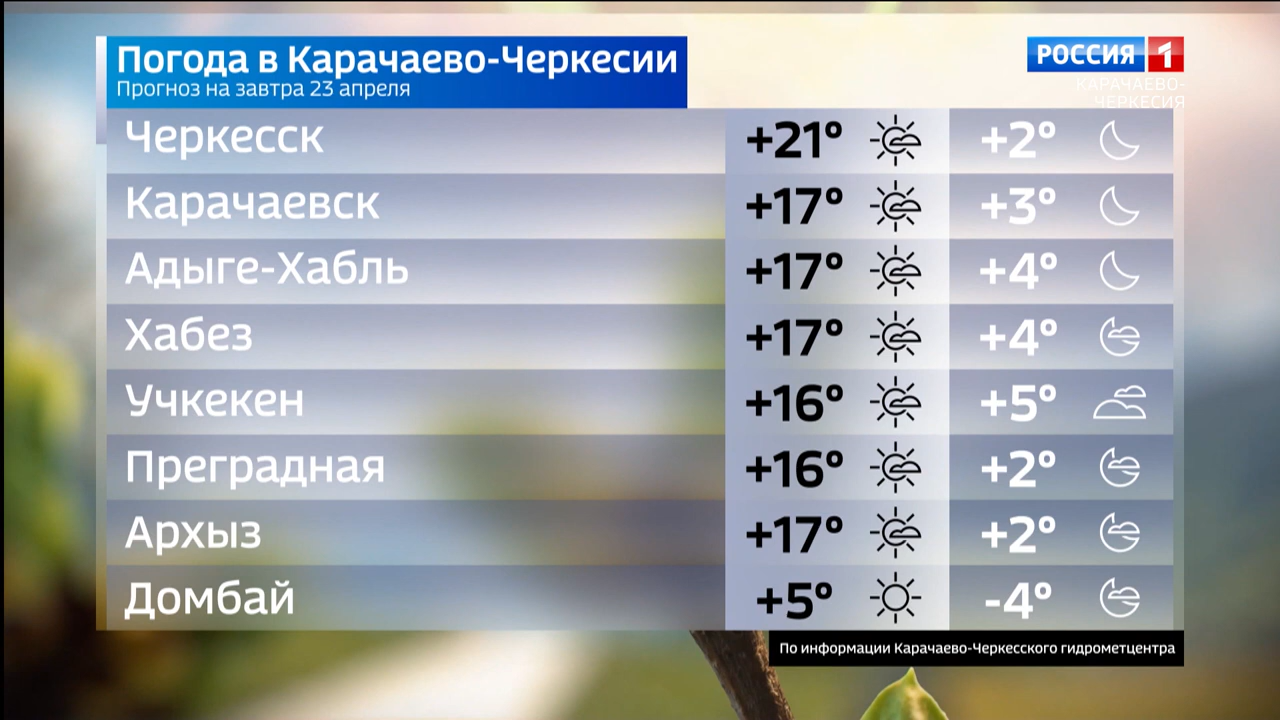 Погода в Карачаево-Черкесии
Прогноз на завтра 23 апреля
РОССИЯ 1
КАРАЧАЕВО-
ЧЕРКЕСИЯ
Черкесск +21° +2°
Карачаевск +17° +3°
Адыге-Хабль +17° +4°
Хабез +17° +4°
Учкекен +16° +5°
Преградная +16° +2°
Архыз +17° +2°
Домбай +5° -4°
По информации Карачаево-Черкесского гидрометцентра